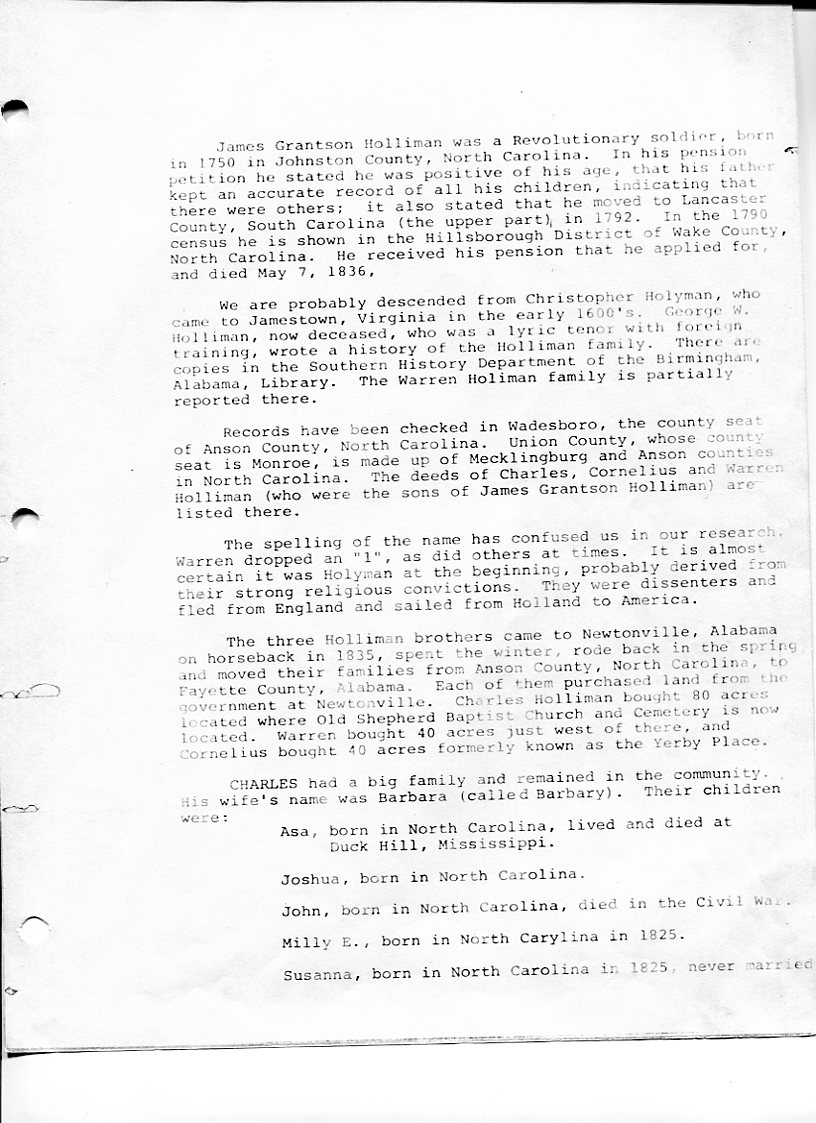 James Grantson Holliman was a Revolutionary soldier, born
in 1750 in Johnston County, North Carolina. In his pension
petition he stated he was positive of his age, that his father
kept an accurate record of all his children, indicating that
there were others; it also stated that he moved to Lancaster
County, South Carolina (the upper part), in 1792. In the 1790
census he is shown in the Hillsborough District of Wake County,
North Carolina. He received his pension that he applied for,
and died May 7, 1836,
We are probably descended from Christopher Holyman, who
came to Jamestown, Virginia in the early 1600's. George W.
Holliman, now deceased, who was a lyric tenor with foreign
training, wrote a history of the Holliman family. There are
copies in the Southern History Department of the Birmingham,
Alabama, Library. The Warren Holiman family is partially
reported there.
Records have been checked in Wadesboro, the county seat
of Anson County, North Carolina. Union County, whose county
seat is Monroe, is made up of Mecklingburg and Anson counties
in North Carolina. The deeds of Charles, Cornelius and Warren
Holliman (who were the sons of James Grantson Holliman) are
listed there.
The spelling of the name has confused us in our research.
Warren dropped an "l", as did others at times. It is almost
certain it was Holyman at the beginning, probably derived from
their strong religious convictions. They were dissenters and
fled from England and sailed from Holland to America.
The three Holliman brothers came to Newtonville, Alabama
on horseback in 1835, spent the winter, rode back in the spring
and moved their families from Anson County, North Carolina, to
Fayette County, Alabama. Each of them purchased land from the
government at Newtonville. Charles Holliman bought 80 acres
located where Old Shepherd Baptist Church and Cemetery is now
located. Warren bought 40 acres just west of there, and
Cornelius bought 40 acres formerly known as the Yerby Place.
CHARLES had a big family and remained in the community.
His wife's name was Barbara (called Barbary). Their children
were:
Asa, born in North Carolina, lived and died at
Duck Hill, Mississippi.
Joshua, born in North Carolina.
John, born in North Carolina, died in the Civil War.
Milly E., born in North Carylina in 1825.
Susanna, born in North Carolina in 1825, never married